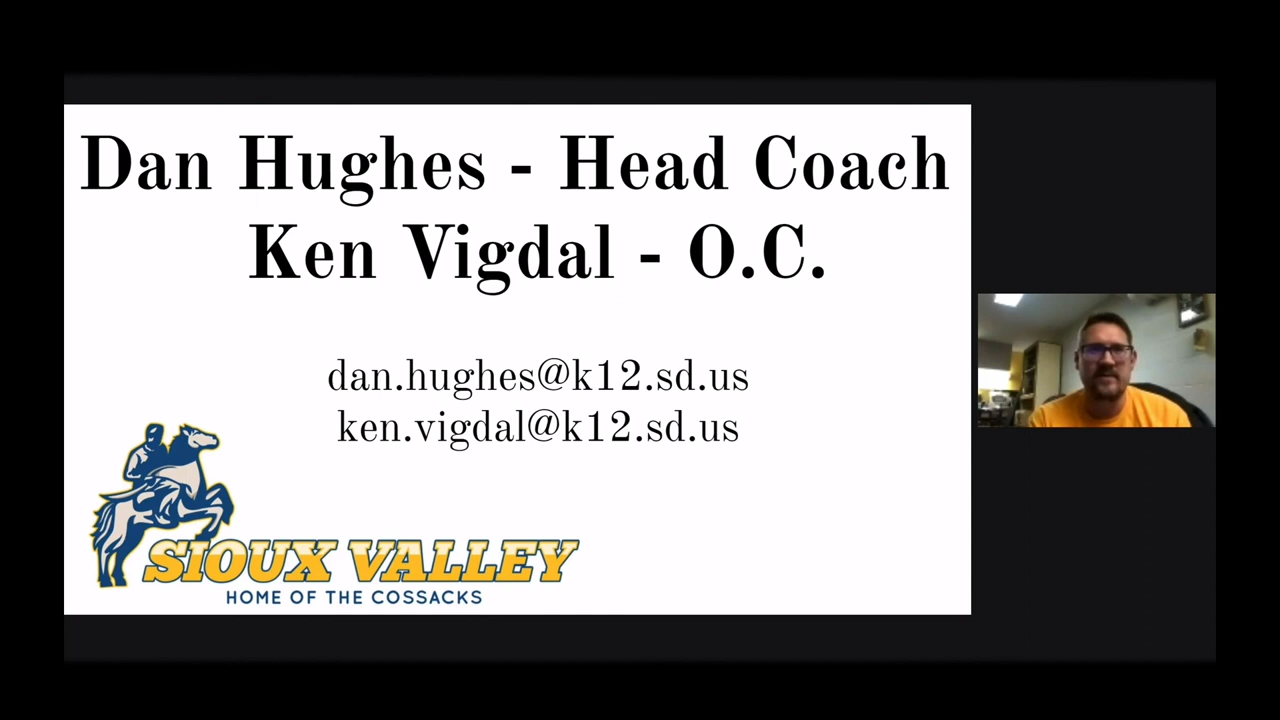 Dan Hughes - Head Coach
Ken Vigdal - O.C.
dan.hughes@k12.sd.us
ken.vigdal@k12.sd.us
SIOUX VALLEY
HOME OF THE COSSACKS